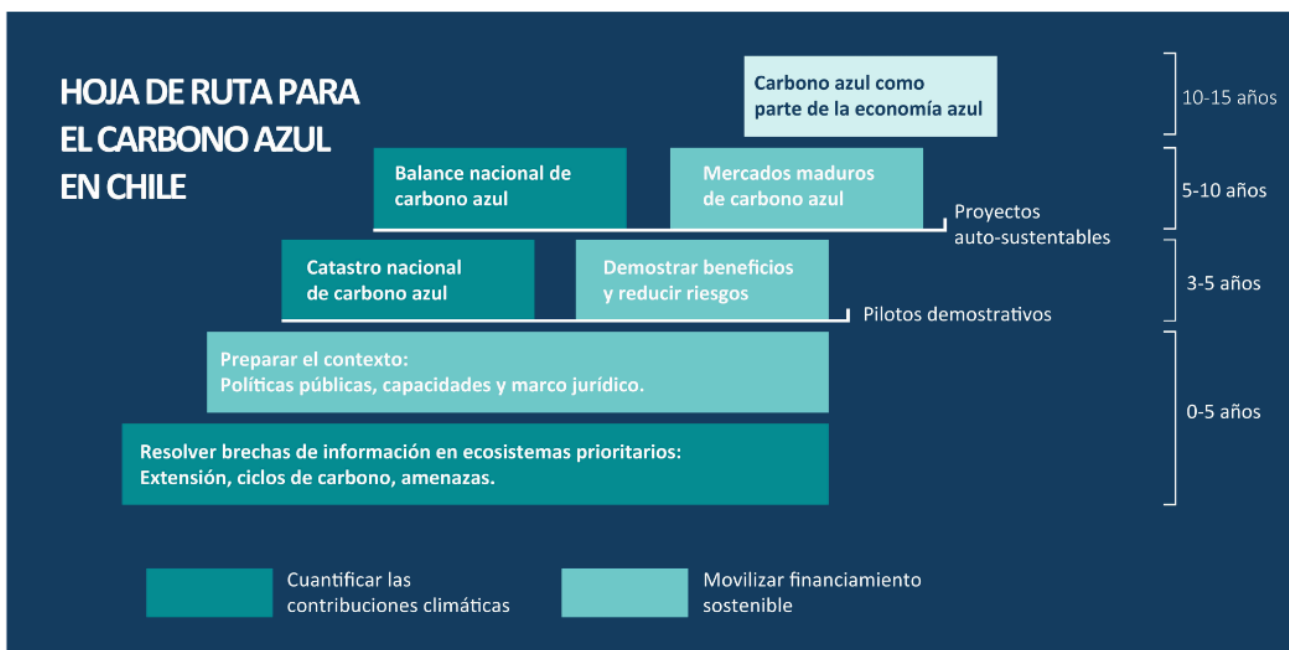 HOJA DE RUTA PARA
EL CARBONO AZUL
EN CHILE
Carbono azul como
parte de la economía azul
10-15 años
Balance nacional de
carbono azul
Mercados maduros
de carbono azul
5-10 años
Proyectos
auto-sustentables
Catastro nacional
de carbono azul
Demostrar beneficios
y reducir riesgos
3-5 años
Pilotos demostrativos
Preparar el contexto:
Políticas públicas, capacidades y marco jurídico.
0-5 años
Resolver brechas de información en ecosistemas prioritarios:
Extensión, ciclos de carbono, amenazas.
Cuantificar las
contribuciones climáticas
Movilizar financiamiento
sostenible